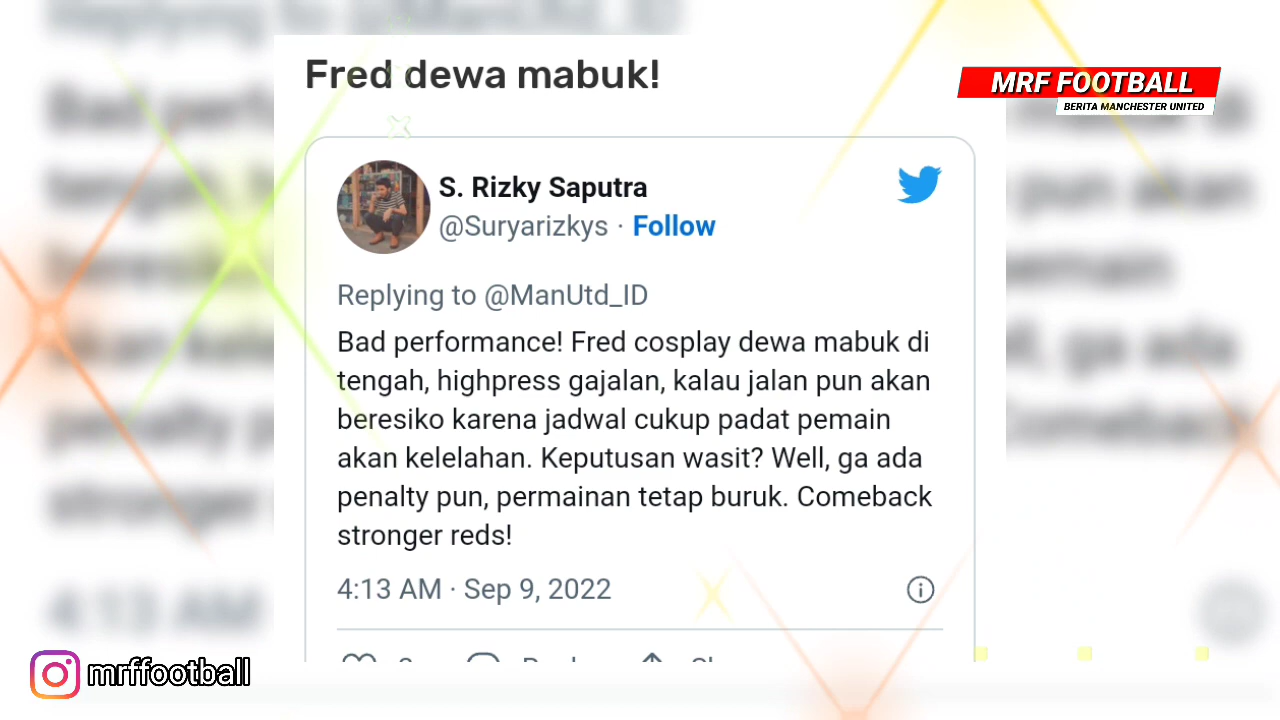 Fred dewa mabuk!
MRF FOOTBALL
BERITA MANCHESTER UNITED
S. Rizky Saputra
@Suryarizkys · Follow
Replying to @ManUtd_ID
Bad performance! Fred cosplay dewa mabuk di
tengah, highpress gajalan, kalau jalan pun akan
beresiko karena jadwal cukup padat pemain
akan kelelahan. Keputusan wasit? Well, ga ada
penalty pun, permainan tetap buruk. Comeback
stronger reds!
4:13 AM · Sep 9, 2022
mrffootball